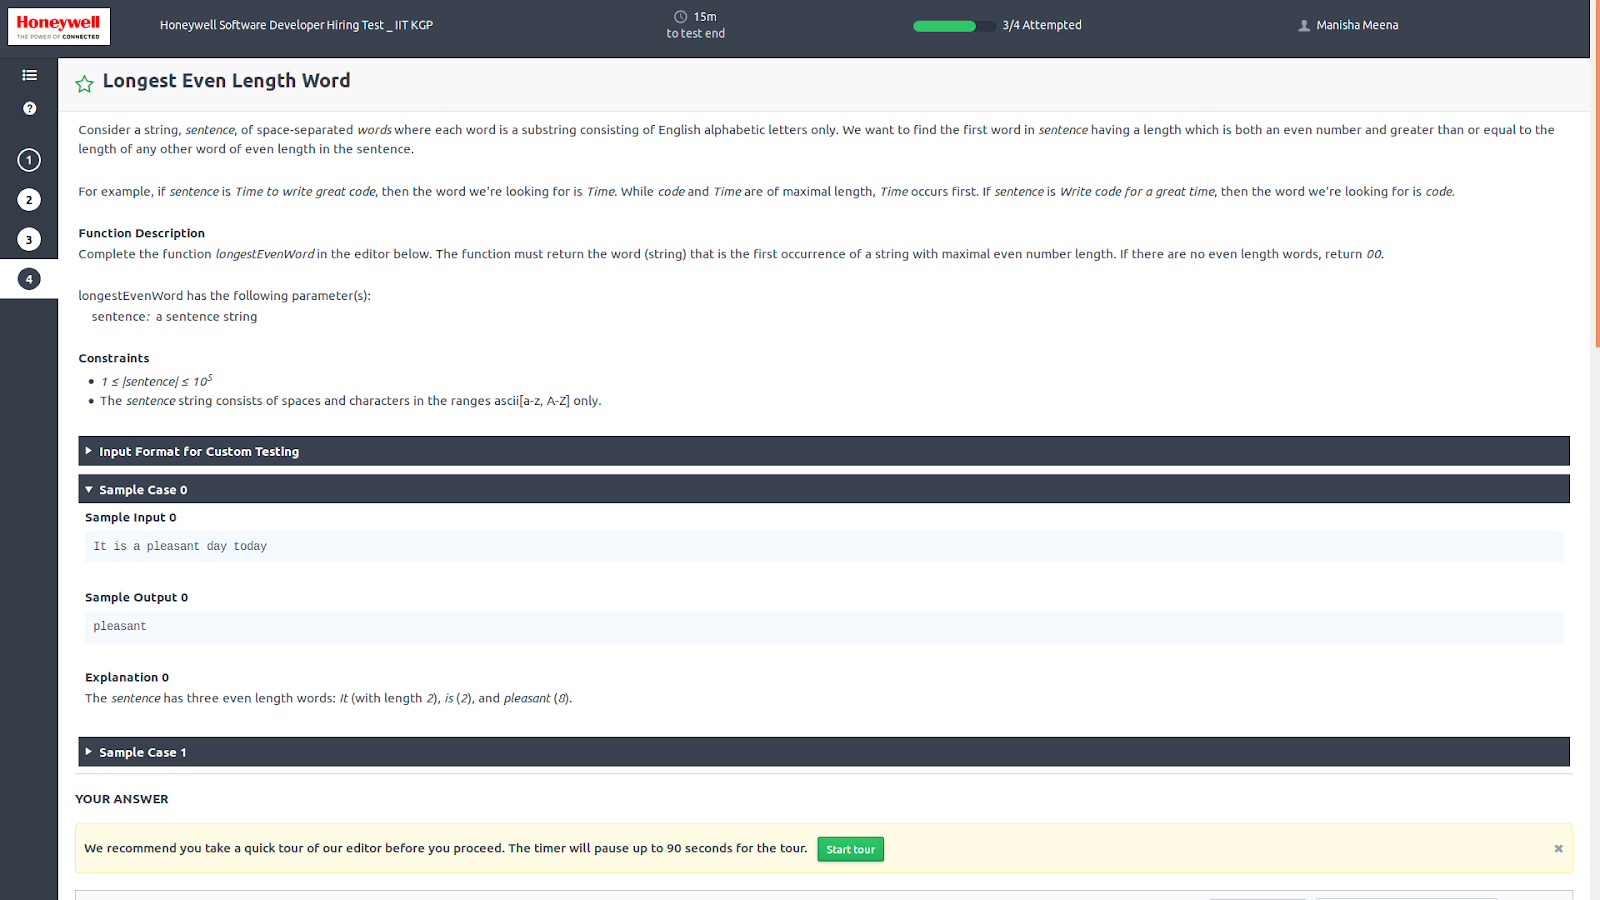 Honeywell
THE POWER OF CONNECTED
Honeywell Software Developer Hiring Test _ IIT KGP
15m
to test end
3/4 Attempted
Manisha Meena
?
1
2
3
4
Longest Even Length Word
Consider a string, sentence, of space-separated words where each word is a substring consisting of English alphabetic letters only. We want to find the first word in sentence having a length which is both an even number and greater than or equal to the
length of any other word of even length in the sentence.
For example, if sentence is Time to write great code, then the word we're looking for is Time. While code and Time are of maximal length, Time occurs first. If sentence is Write code for a great time, then the word we're looking for is code.
Function Description
Complete the function longestEvenWord in the editor below. The function must return the word (string) that is the first occurrence of a string with maximal even number length. If there are no even length words, return 00.
longestEvenWord has the following parameter(s):
sentence: a sentence string
Constraints
• 1 ≤ |sentence| ≤ 10⁵
• The sentence string consists of spaces and characters in the ranges ascii[a-z, A-Z] only.
Input Format for Custom Testing
Sample Case 0
Sample Input 0
It is a pleasant day today
Sample Output 0
pleasant
Explanation 0
The sentence has three even length words: It (with length 2), is (2), and pleasant (8).
Sample Case 1
YOUR ANSWER
We recommend you take a quick tour of our editor before you proceed. The timer will pause up to 90 seconds for the tour.
Start tour